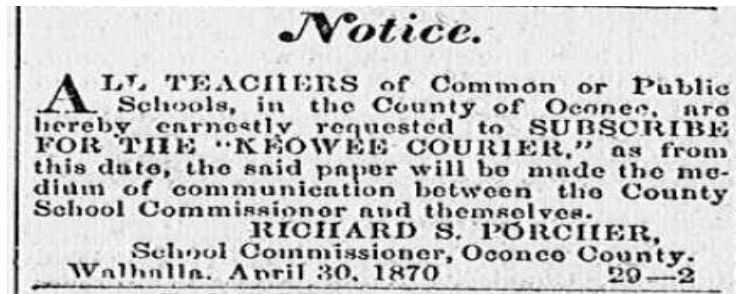 Notice.
ALL TEACHERS of Common or Public
Schools, in the County of Oconee, are
hereby earnestly requested to SUBSCRIBE
FOR THE "KEOWEE COURIER," as from
this date, the said paper will be made the me-
dium of communication between the County
School Commissioner and themselves.
RICHARD S. PORCHER,
School Commissioner, Oconee County.
Walhalla, April 30, 1870 29—2